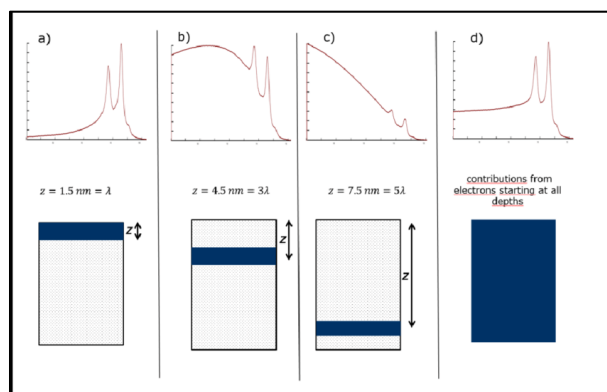 a)
b)
c)
d)
z = 1.5 nm = λ
z = 4.5 nm = 3λ
z = 7.5 nm = 5λ
contributions from
electrons starting at all
depths
z
z
z